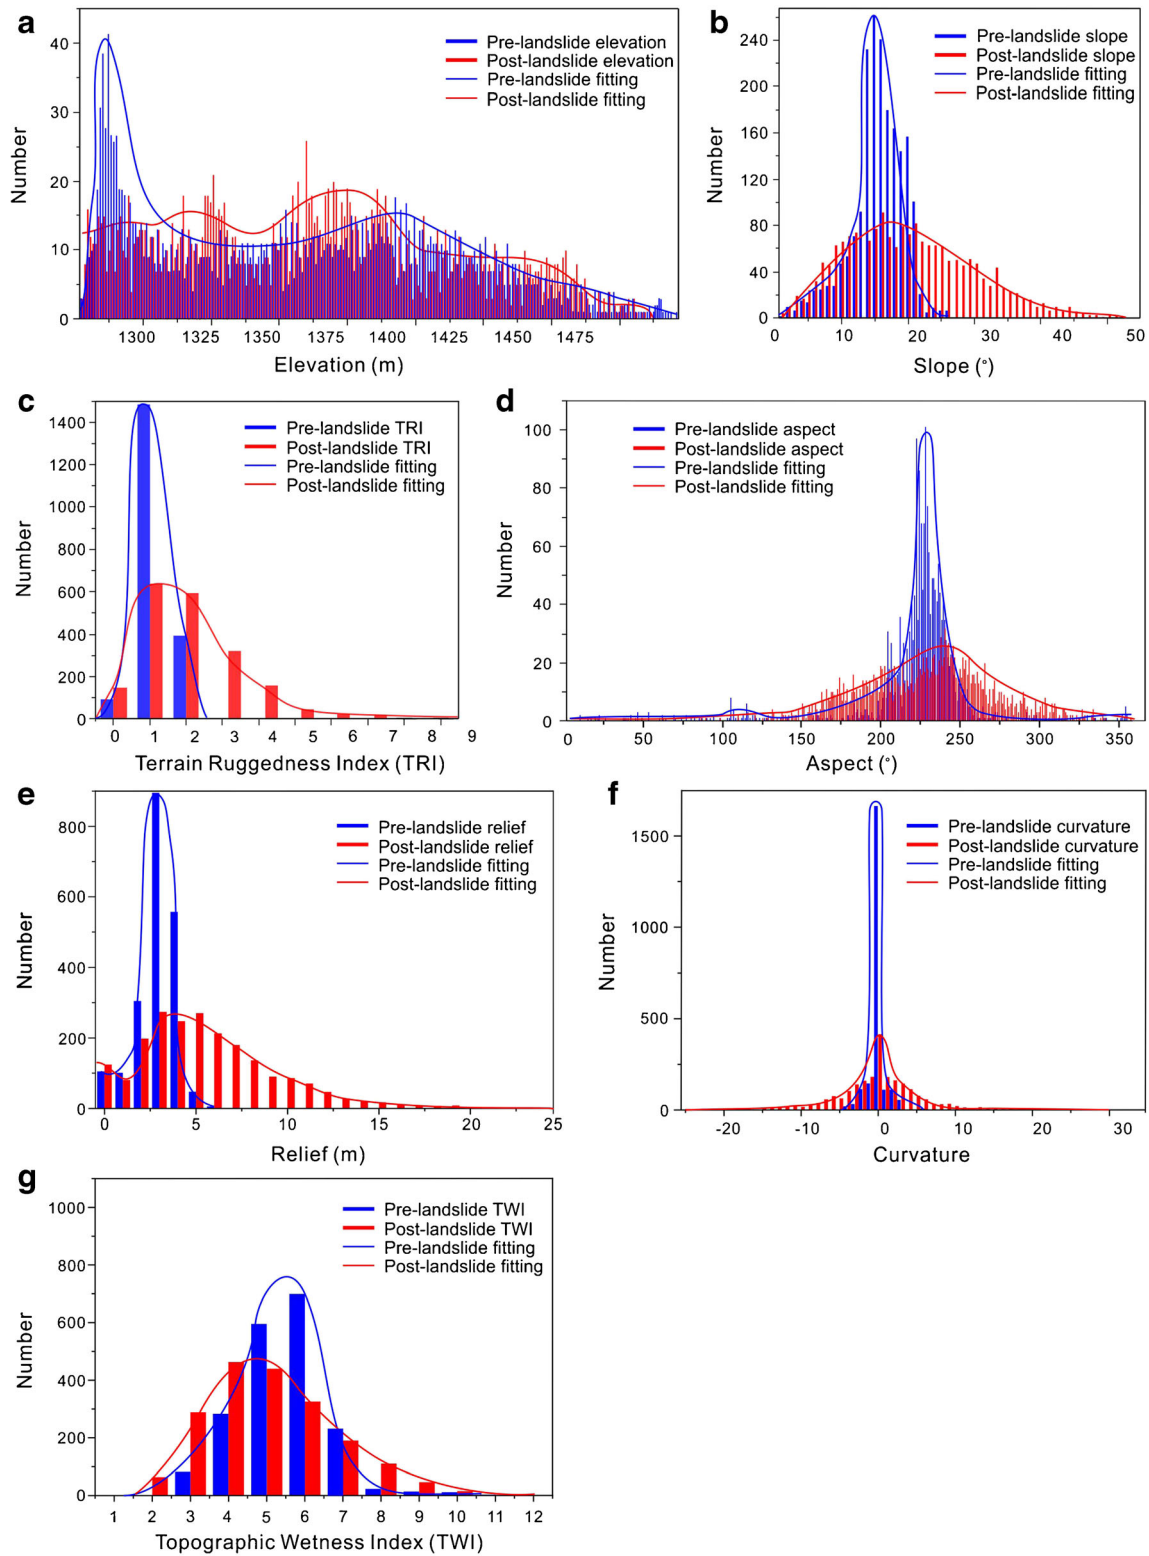 a
Pre-landslide elevation
Post-landslide elevation
Pre-landslide fitting
Post-landslide fitting
Number
40
30
20
10
0
1300 1325 1350 1375 1400 1425 1450 1475
Elevation (m)
b
Pre-landslide slope
Post-landslide slope
Pre-landslide fitting
Post-landslide fitting
Number
240
200
160
120
80
40
0
0 10 20 30 40 50
Slope (°)
c
Pre-landslide TRI
Post-landslide TRI
Pre-landslide fitting
Post-landslide fitting
Number
1400
1200
1000
800
600
400
200
0
0 1 2 3 4 5 6 7 8 9
Terrain Ruggedness Index (TRI)
d
Pre-landslide aspect
Post-landslide aspect
Pre-landslide fitting
Post-landslide fitting
Number
100
80
60
40
20
0
0 50 100 150 200 250 300 350
Aspect (°)
e
Pre-landslide relief
Post-landslide relief
Pre-landslide fitting
Post-landslide fitting
Number
800
600
400
200
0
0 5 10 15 20 25
Relief (m)
f
Pre-landslide curvature
Post-landslide curvature
Pre-landslide fitting
Post-landslide fitting
Number
1500
1000
500
0
-20 -10 0 10 20 30
Curvature
g
Pre-landslide TWI
Post-landslide TWI
Pre-landslide fitting
Post-landslide fitting
Number
1000
800
600
400
200
0
1 2 3 4 5 6 7 8 9 10 11 12
Topographic Wetness Index (TWI)